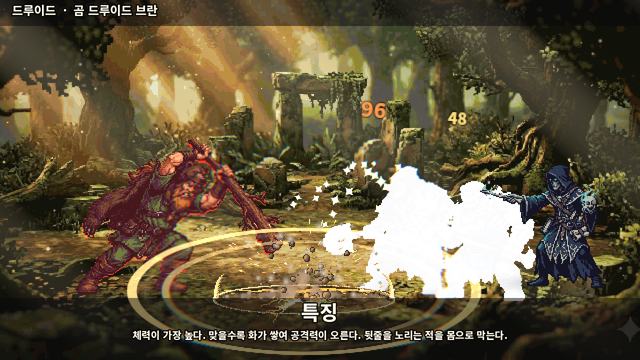 드루이드 · 곰 드루이드 브란
96
48
특징
체력이 가장 높다. 맞을수록 화가 쌓여 공격력이 오른다. 뒷줄을 노리는 적을 몸으로 막는다.